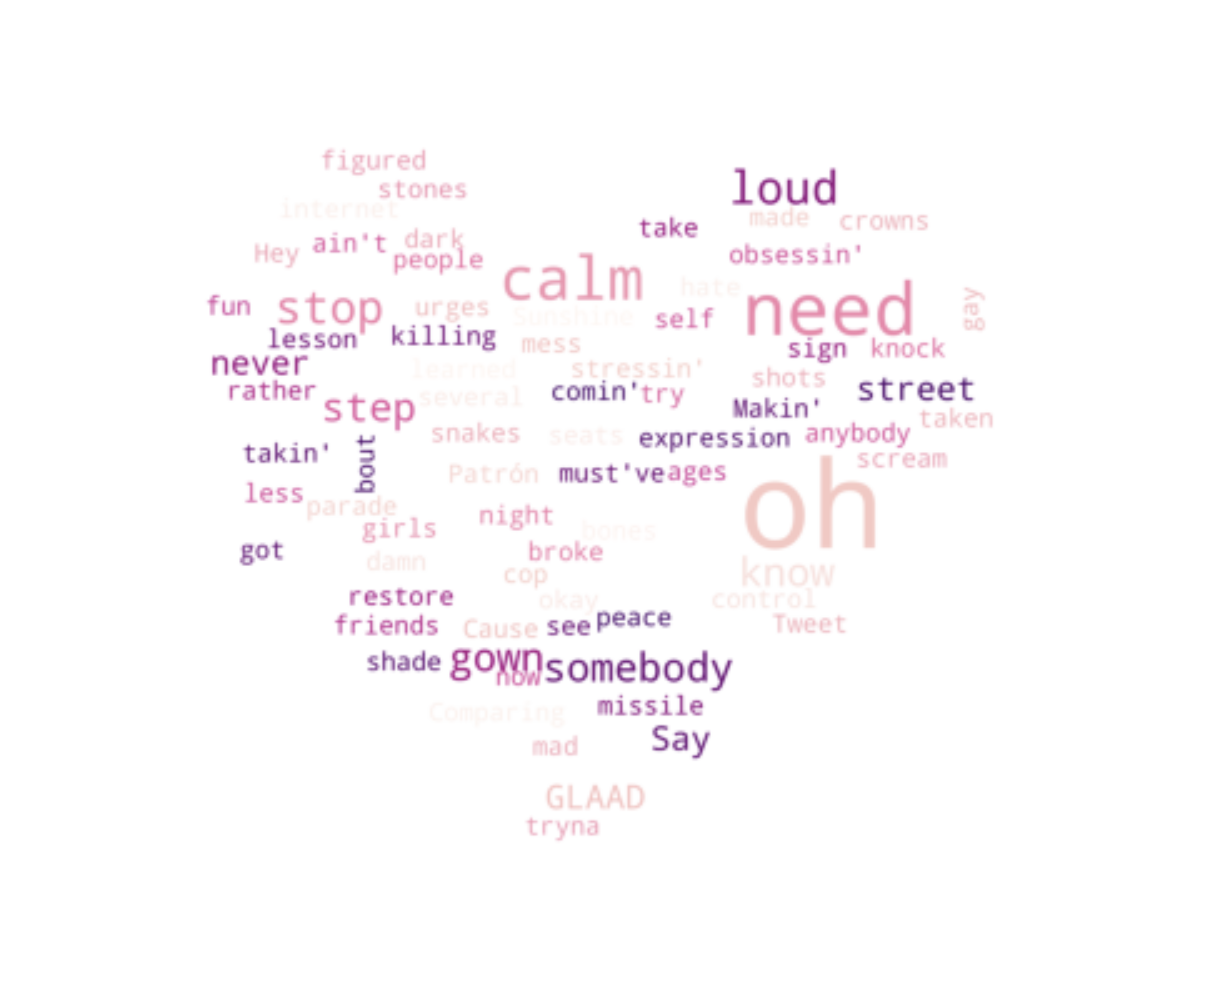 figured
stones
internet
loud
take
made
crowns
Hey
ain't
dark
people
obsessin'
calm
hate
need
gay
fun
stop
urges
Sunshine
self
lesson
killing
mess
sign
knock
never
learned
stressin'
shots
rather
step
several
comin'
try
Makin'
street
taken
snakes
seats
expression
anybody
takin'
bout
Patrón
must've
ages
scream
less
parade
girls
night
bones
oh
got
damn
broke
cop
know
restore
okay
control
friends
Cause
see
peace
Tweet
shade
gown
now
somebody
Comparing
missile
mad
Say
GLAAD
tryna